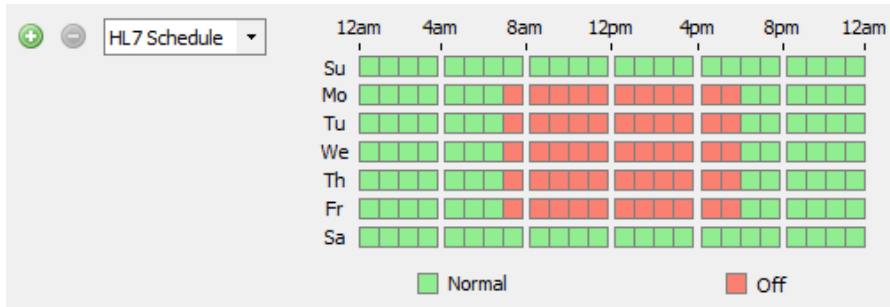 HL7 Schedule
12am 4am 8am 12pm 4pm 8pm 12am
Su
Mo
Tu
We
Th
Fr
Sa
Normal Off